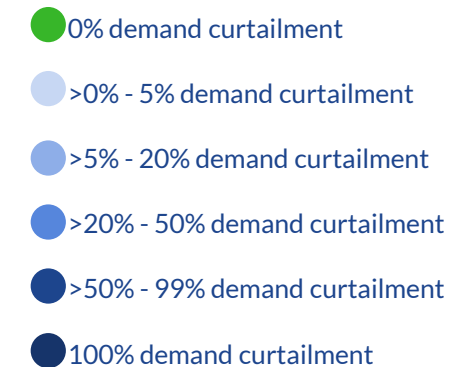 0% demand curtailment
>0% - 5% demand curtailment
>5% - 20% demand curtailment
>20% - 50% demand curtailment
>50% - 99% demand curtailment
100% demand curtailment